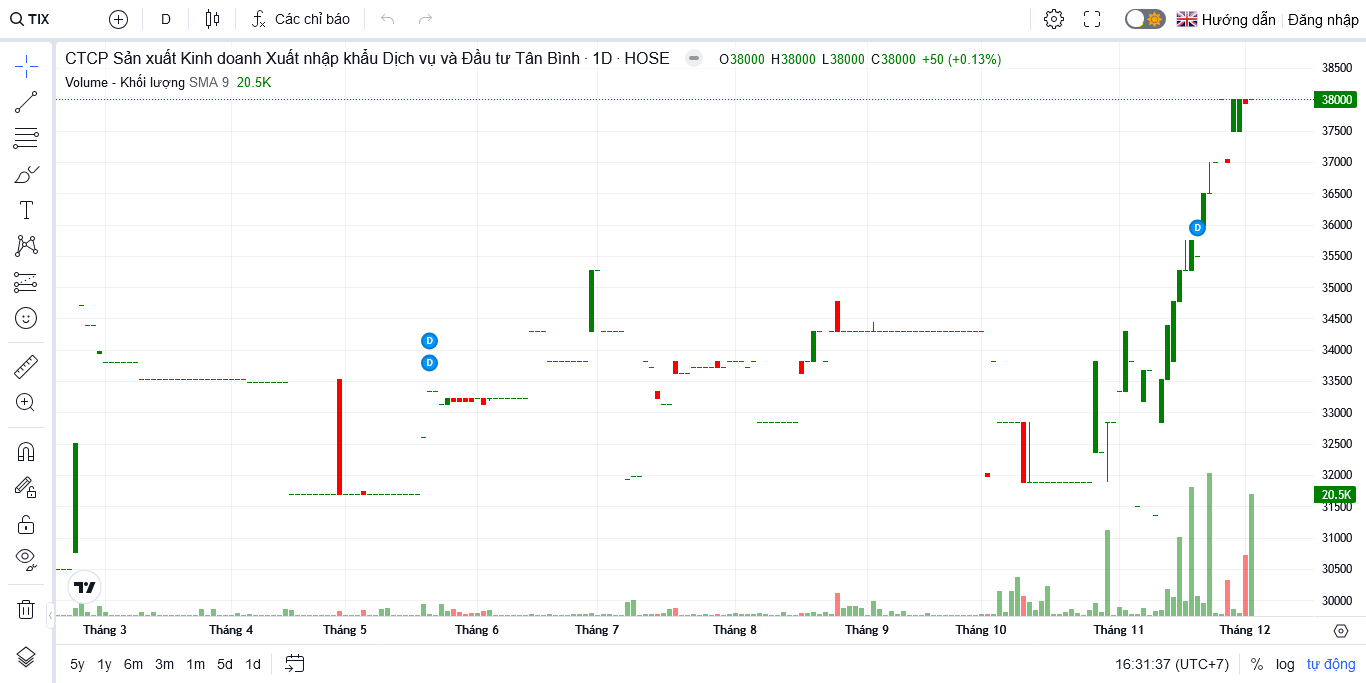 TIX D Các chỉ báo Hướng dẫn Đăng nhập
CTCP Sản xuất Kinh doanh Xuất nhập khẩu Dịch vụ và Đầu tư Tân Bình · 1D · HOSE O38000 H38000 L38000 C38000 +50 (+0.13%)
Volume - Khối lượng SMA 9 20.5K
38500
38000
37500
37000
36500
36000
35500
35000
34500
34000
33500
33000
32500
32000
20.5K
31500
31000
30500
30000
D
D
D
Tháng 3 Tháng 4 Tháng 5 Tháng 6 Tháng 7 Tháng 8 Tháng 9 Tháng 10 Tháng 11 Tháng 12
5y 1y 6m 3m 1m 5d 1d 16:31:37 (UTC+7) % log tự động